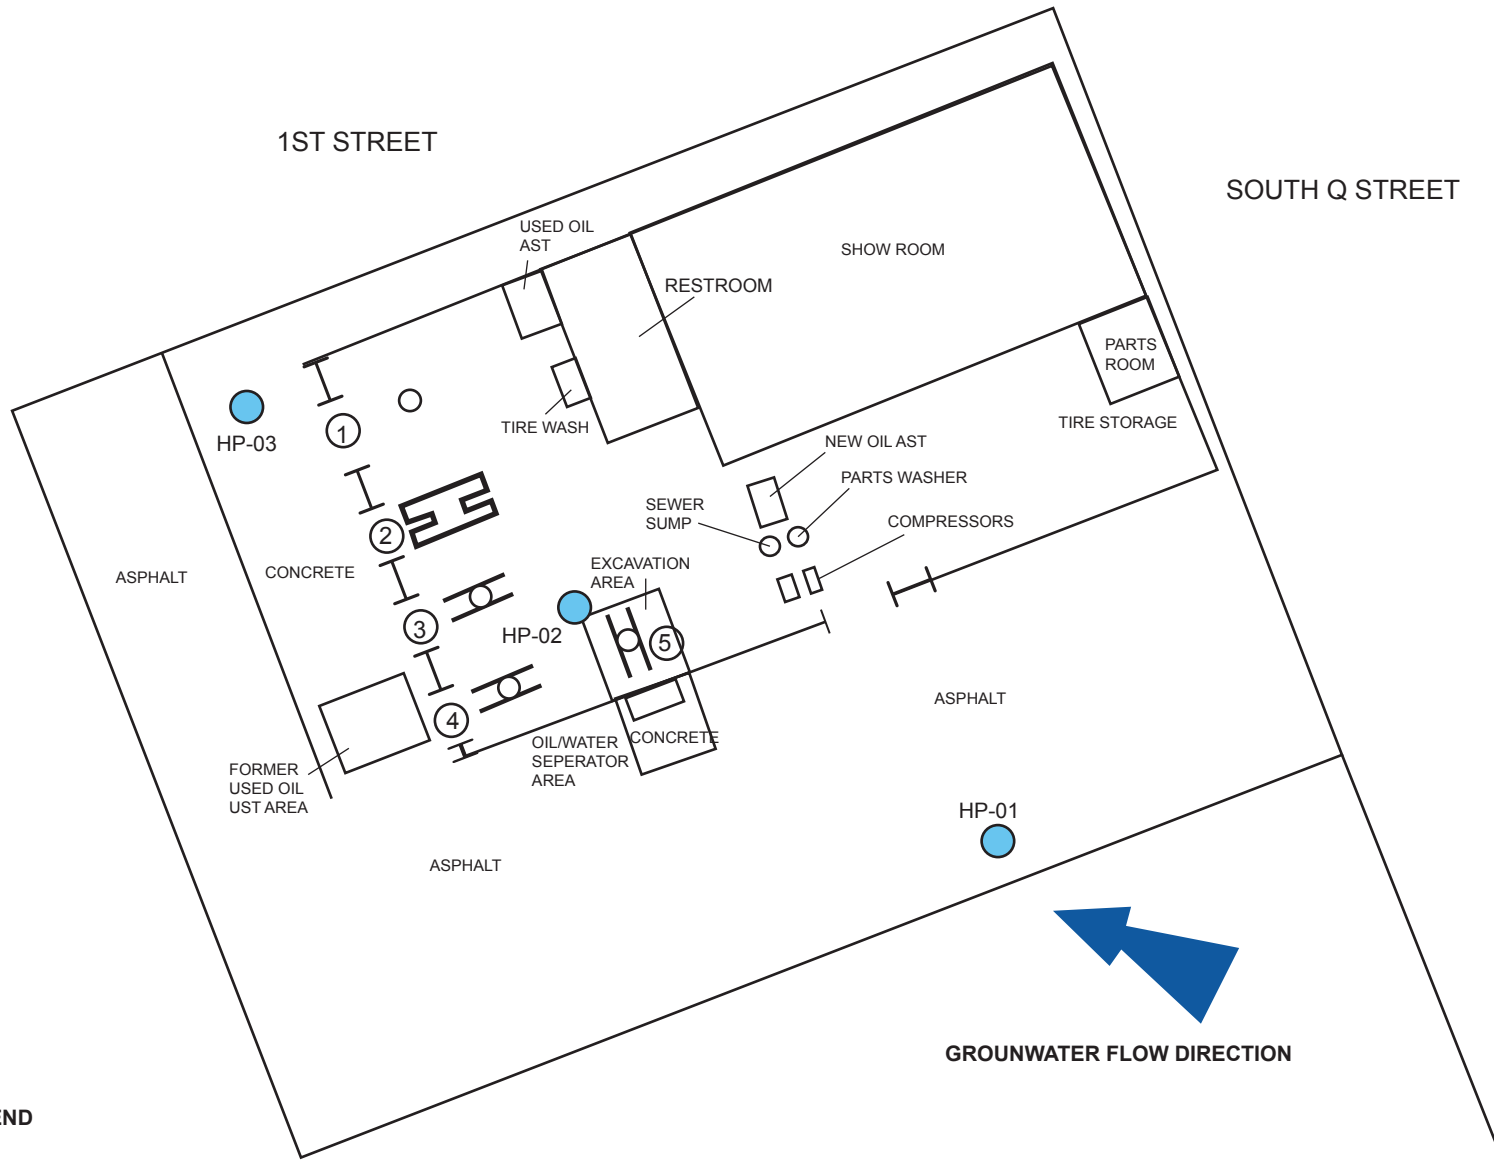 1ST STREET
SOUTH Q STREET
USED OIL
AST
SHOW ROOM
RESTROOM
PARTS
ROOM
TIRE STORAGE
TIRE WASH
HP-03
1
NEW OIL AST
PARTS WASHER
SEWER
SUMP
COMPRESSORS
2
EXCAVATION
AREA
ASPHALT
CONCRETE
3
HP-02
5
4
ASPHALT
OIL/WATER
SEPERATOR
AREA
CONCRETE
FORMER
USED OIL
UST AREA
HP-01
ASPHALT
GROUNWATER FLOW DIRECTION
END